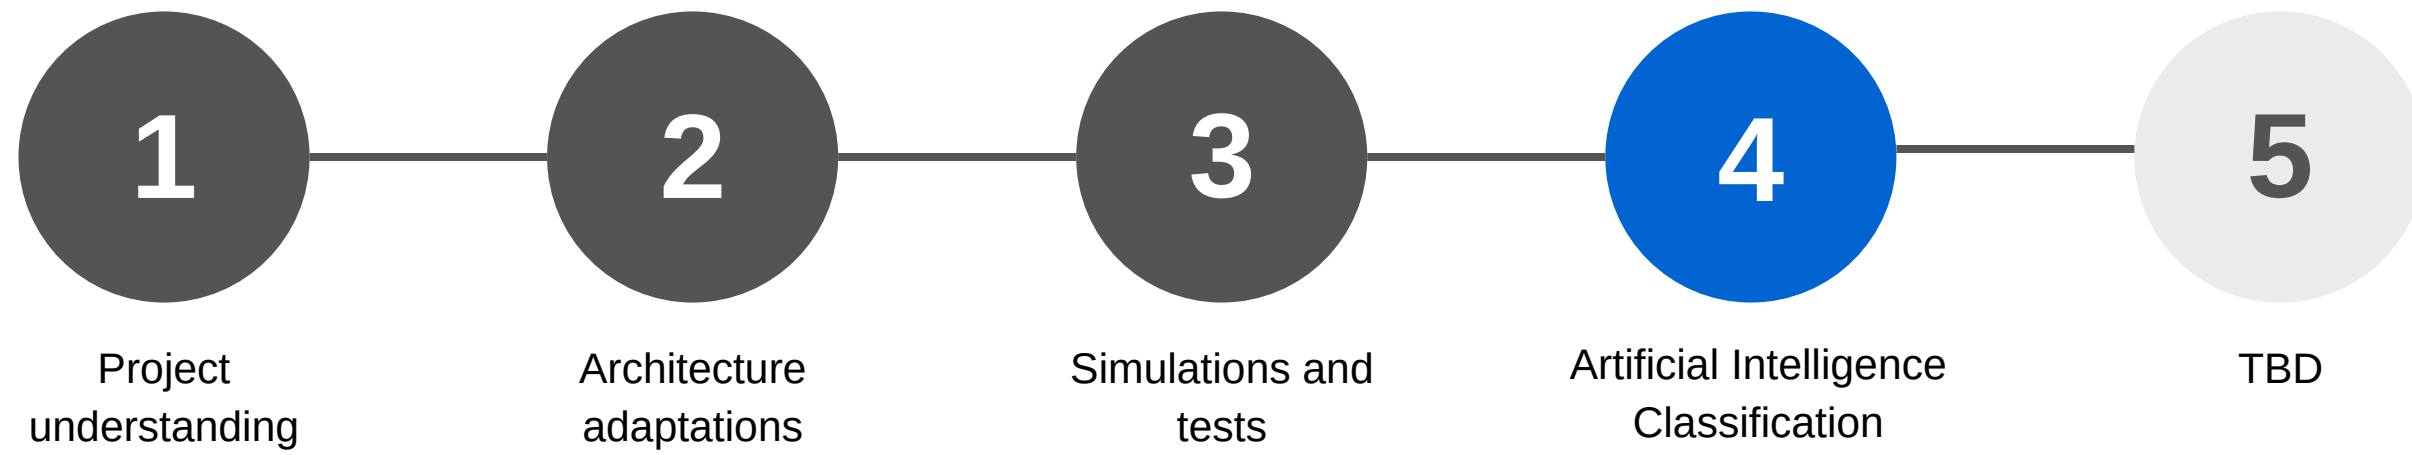 1
2
3
4
5
Project
understanding
Architecture
adaptations
Simulations and
tests
Artificial Intelligence
Classification
TBD